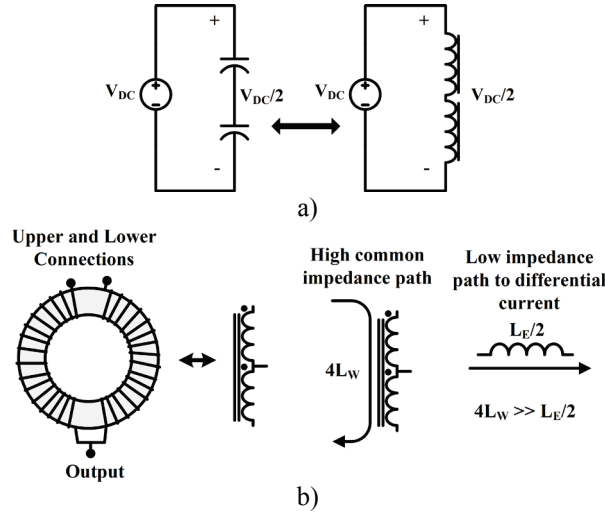 +
+
V_DC
+
-
V_DC/2
V_DC
+
-
V_DC/2
-
-
a)
Upper and Lower
Connections
High common
impedance path
Low impedance
path to differential
current
L_E/2
4L_W
4L_W >> L_E/2
Output
b)